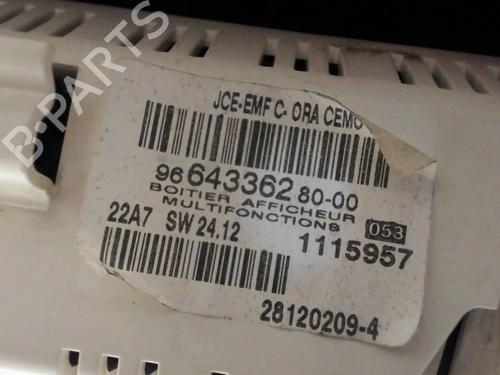 B-PARTS
JCE-EMF C- ORA CEMO
96 643362 80-00
BOITIER AFFICHEUR
MULTIFONCTIONS
053
22A7 SW 24.12
1115957
28120209-4